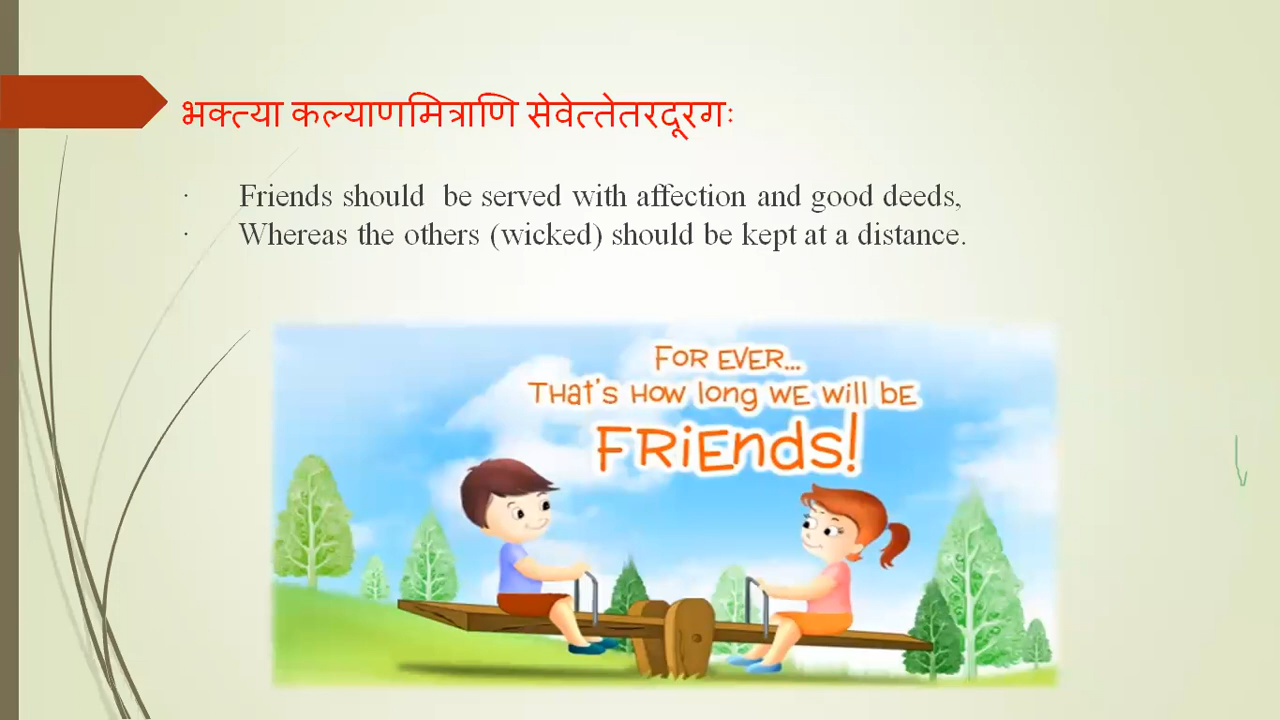 भक्त्या कल्याणमित्राणि सेवेत्तेतरदूरगः
· Friends should be served with affection and good deeds,
· Whereas the others (wicked) should be kept at a distance.
FOR EVER...
THat's How long WE will bE
FRiEnds!